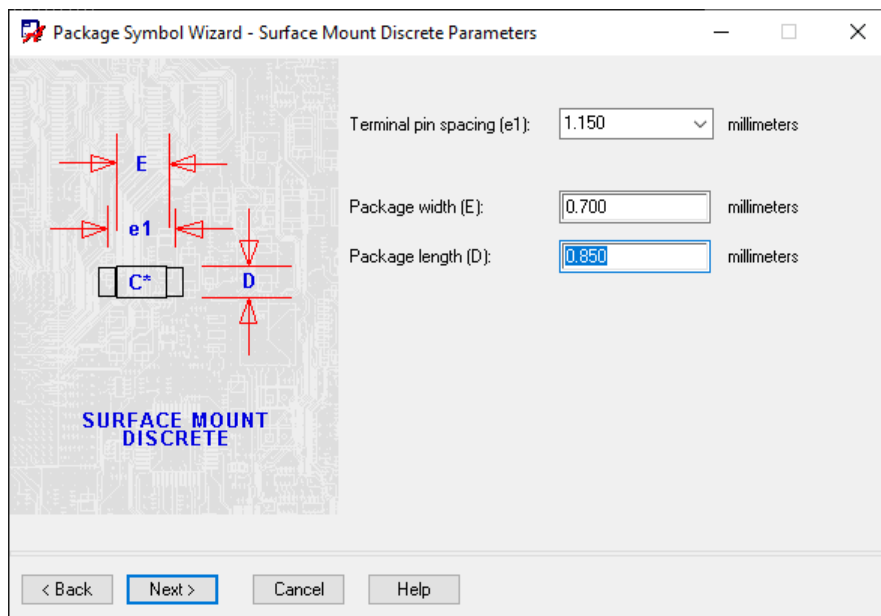 Package Symbol Wizard - Surface Mount Discrete Parameters
Terminal pin spacing (e1): 1.150 millimeters
E
e1
Package width (E): 0.700 millimeters
Package length (D): 0.850 millimeters
C* D
SURFACE MOUNT
DISCRETE
< Back Next > Cancel Help